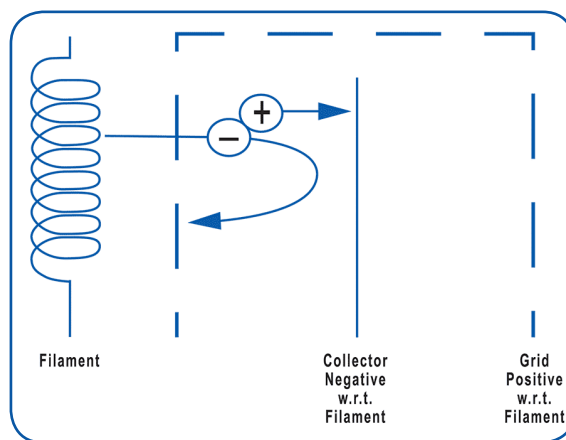 +
−
Filament
Collector
Negative
w.r.t.
Filament
Grid
Positive
w.r.t.
Filament